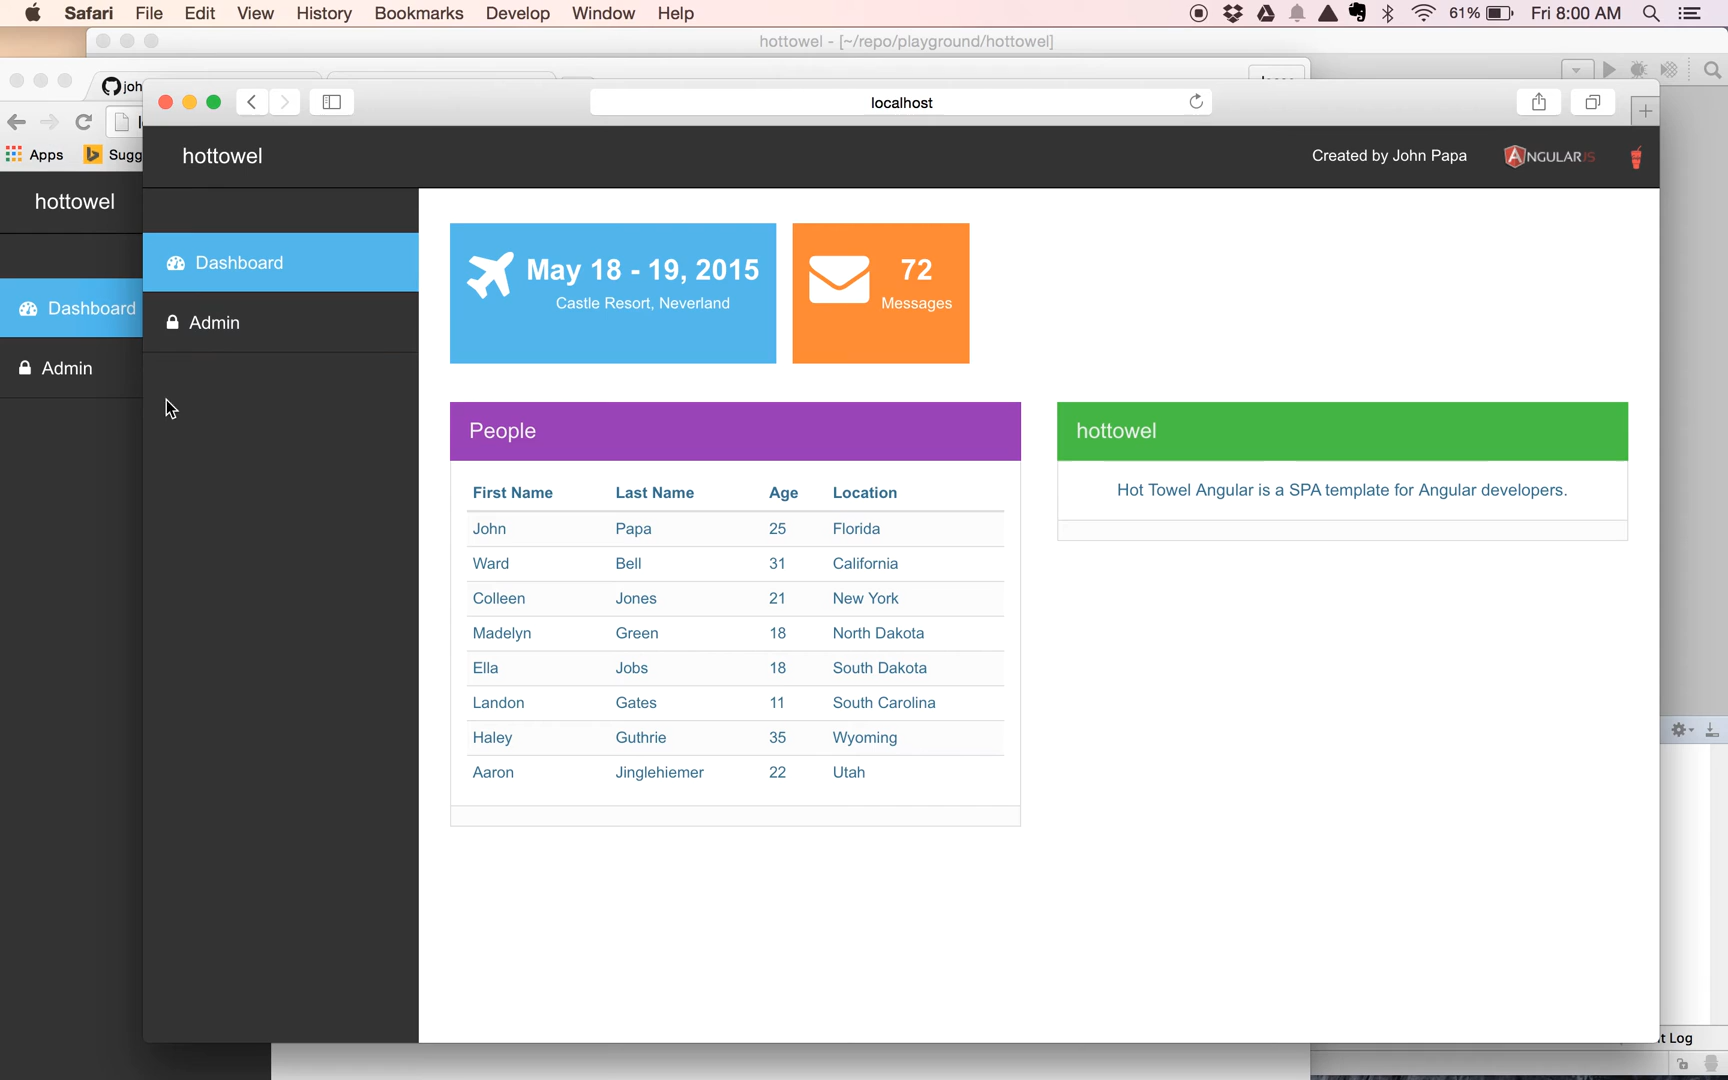 Safari File Edit View History Bookmarks Develop Window Help 61% Fri 8:00 AM
hottowel - [~/repo/playground/hottowel]
joh
localhost
Apps Sugg
hottowel
Dashboard
Admin
hottowel
Created by John Papa ANGULARJS
Dashboard
Admin
May 18 - 19, 2015
Castle Resort, Neverland
72
Messages
People
First Name Last Name Age Location
John Papa 25 Florida
Ward Bell 31 California
Colleen Jones 21 New York
Madelyn Green 18 North Dakota
Ella Jobs 18 South Dakota
Landon Gates 11 South Carolina
Haley Guthrie 35 Wyoming
Aaron Jinglehiemer 22 Utah
hottowel
Hot Towel Angular is a SPA template for Angular developers.
t Log